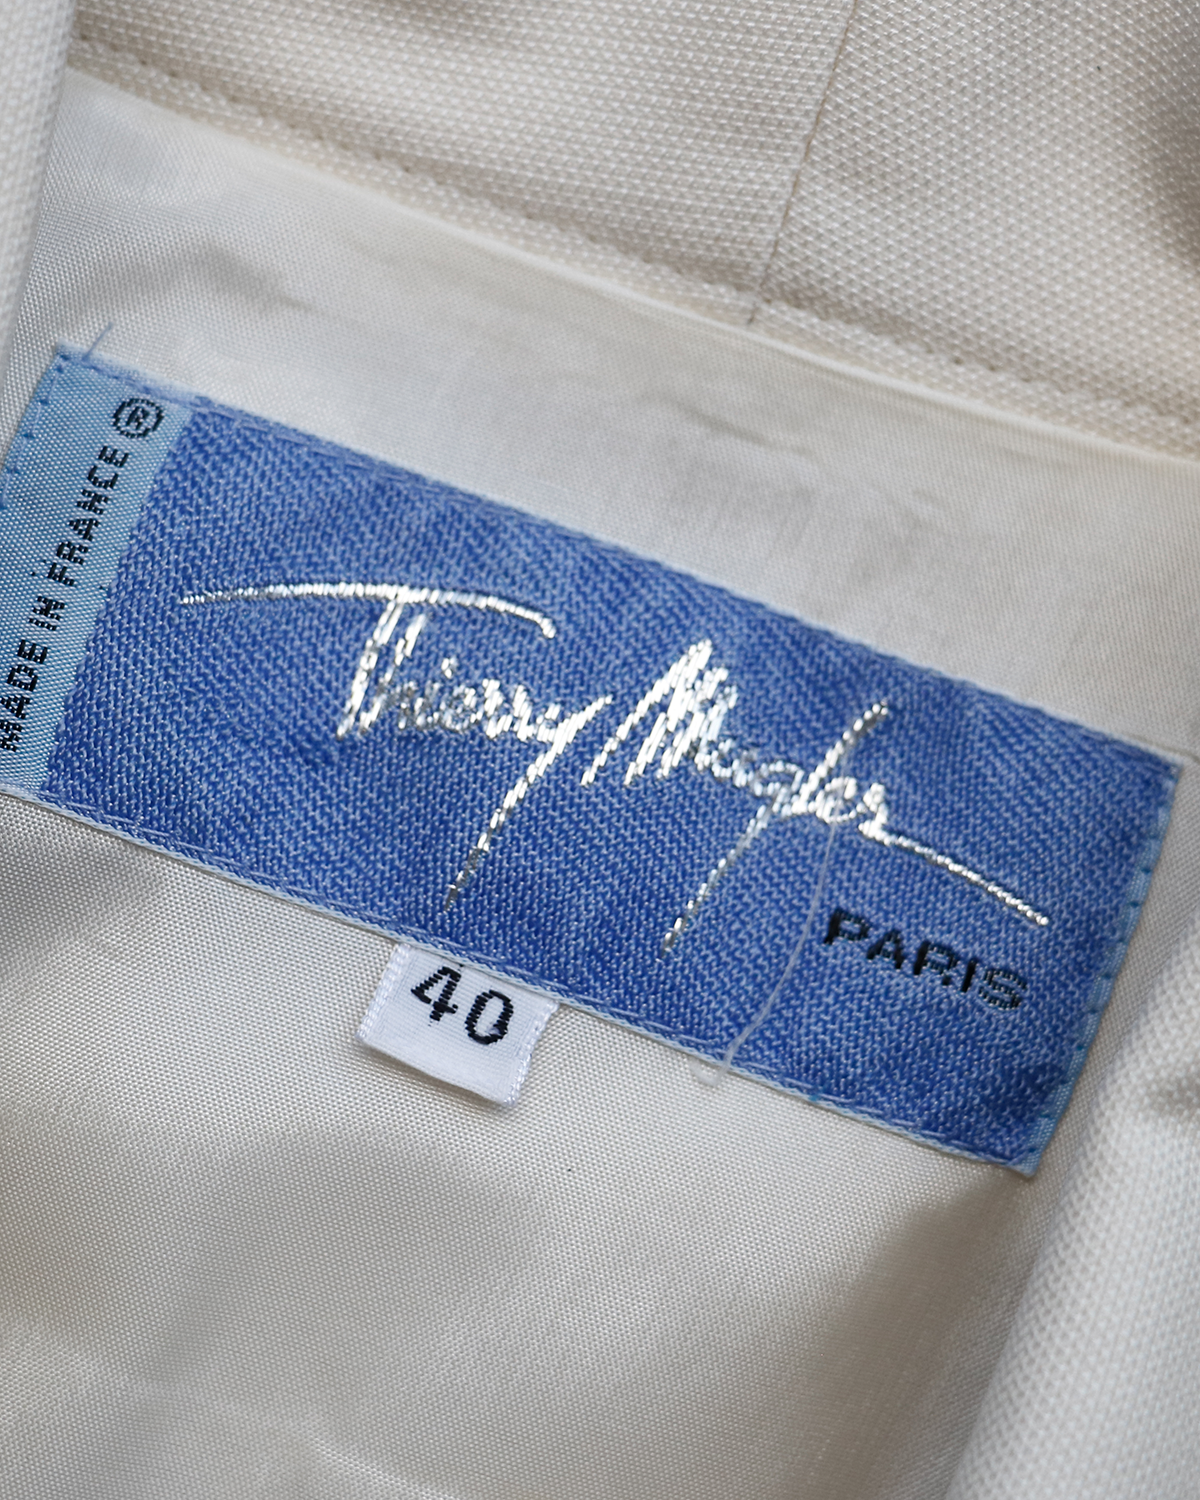 MADE IN FRANCE ®
Thierry Mugler
PARIS
40